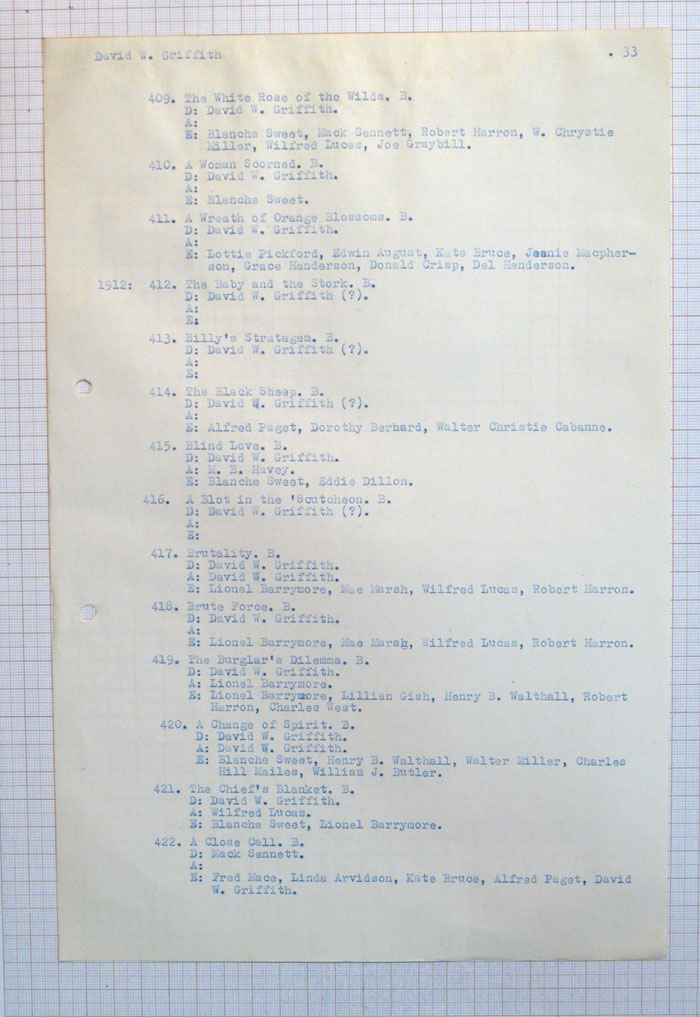 David W. Griffith . 33
409. The White Rose of the Wilds. B.
D: David W. Griffith.
A:
E: Blanche Sweet, Mack Sennett, Robert Harron, W. Chrystie
Miller, Wilfred Lucas, Joe Graybill.
410. A Woman Scorned. B.
D: David W. Griffith.
A:
E: Blanche Sweet.
411. A Wreath of Orange Blossoms. B.
D: David W. Griffith.
A:
E: Lottie Pickford, Edwin August, Kate Bruce, Jeanie Macpher-
son, Grace Henderson, Donald Crisp, Del Henderson.
1912: 412. The Baby and the Stork. B.
D: David W. Griffith (?).
A:
E:
413. Billy's Stratagem. B.
D: David W. Griffith (?).
A:
E:
414. The Black Sheep. B.
D: David W. Griffith (?).
A:
E: Alfred Paget, Dorothy Bernard, Walter Christie Cabanne.
415. Blind Love. B.
D: David W. Griffith.
A: M. B. Havey.
E: Blanche Sweet, Eddie Dillon.
416. A Blot in the 'Scutcheon. B.
D: David W. Griffith (?).
A:
E:
417. Brutality. B.
D: David W. Griffith.
A: David W. Griffith.
E: Lionel Barrymore, Mae Marsh, Wilfred Lucas, Robert Harron.
418. Brute Force. B.
D: David W. Griffith.
A:
E: Lionel Barrymore, Mae Marsh, Wilfred Lucas, Robert Harron.
419. The Burglar's Dilemma. B.
D: David W. Griffith.
A: Lionel Barrymore.
E: Lionel Barrymore, Lillian Gish, Henry B. Walthall, Robert
Harron, Charles West.
420. A Change of Spirit. B.
D: David W. Griffith.
A: David W. Griffith.
E: Blanche Sweet, Henry B. Walthall, Walter Miller, Charles
Hill Mailes, William J. Butler.
421. The Chief's Blanket. B.
D: David W. Griffith.
A: Wilfred Lucas.
E: Blanche Sweet, Lionel Barrymore.
422. A Close Call. B.
D: Mack Sennett.
A:
E: Fred Mace, Linda Arvidson, Kate Bruce, Alfred Paget, David
W. Griffith.